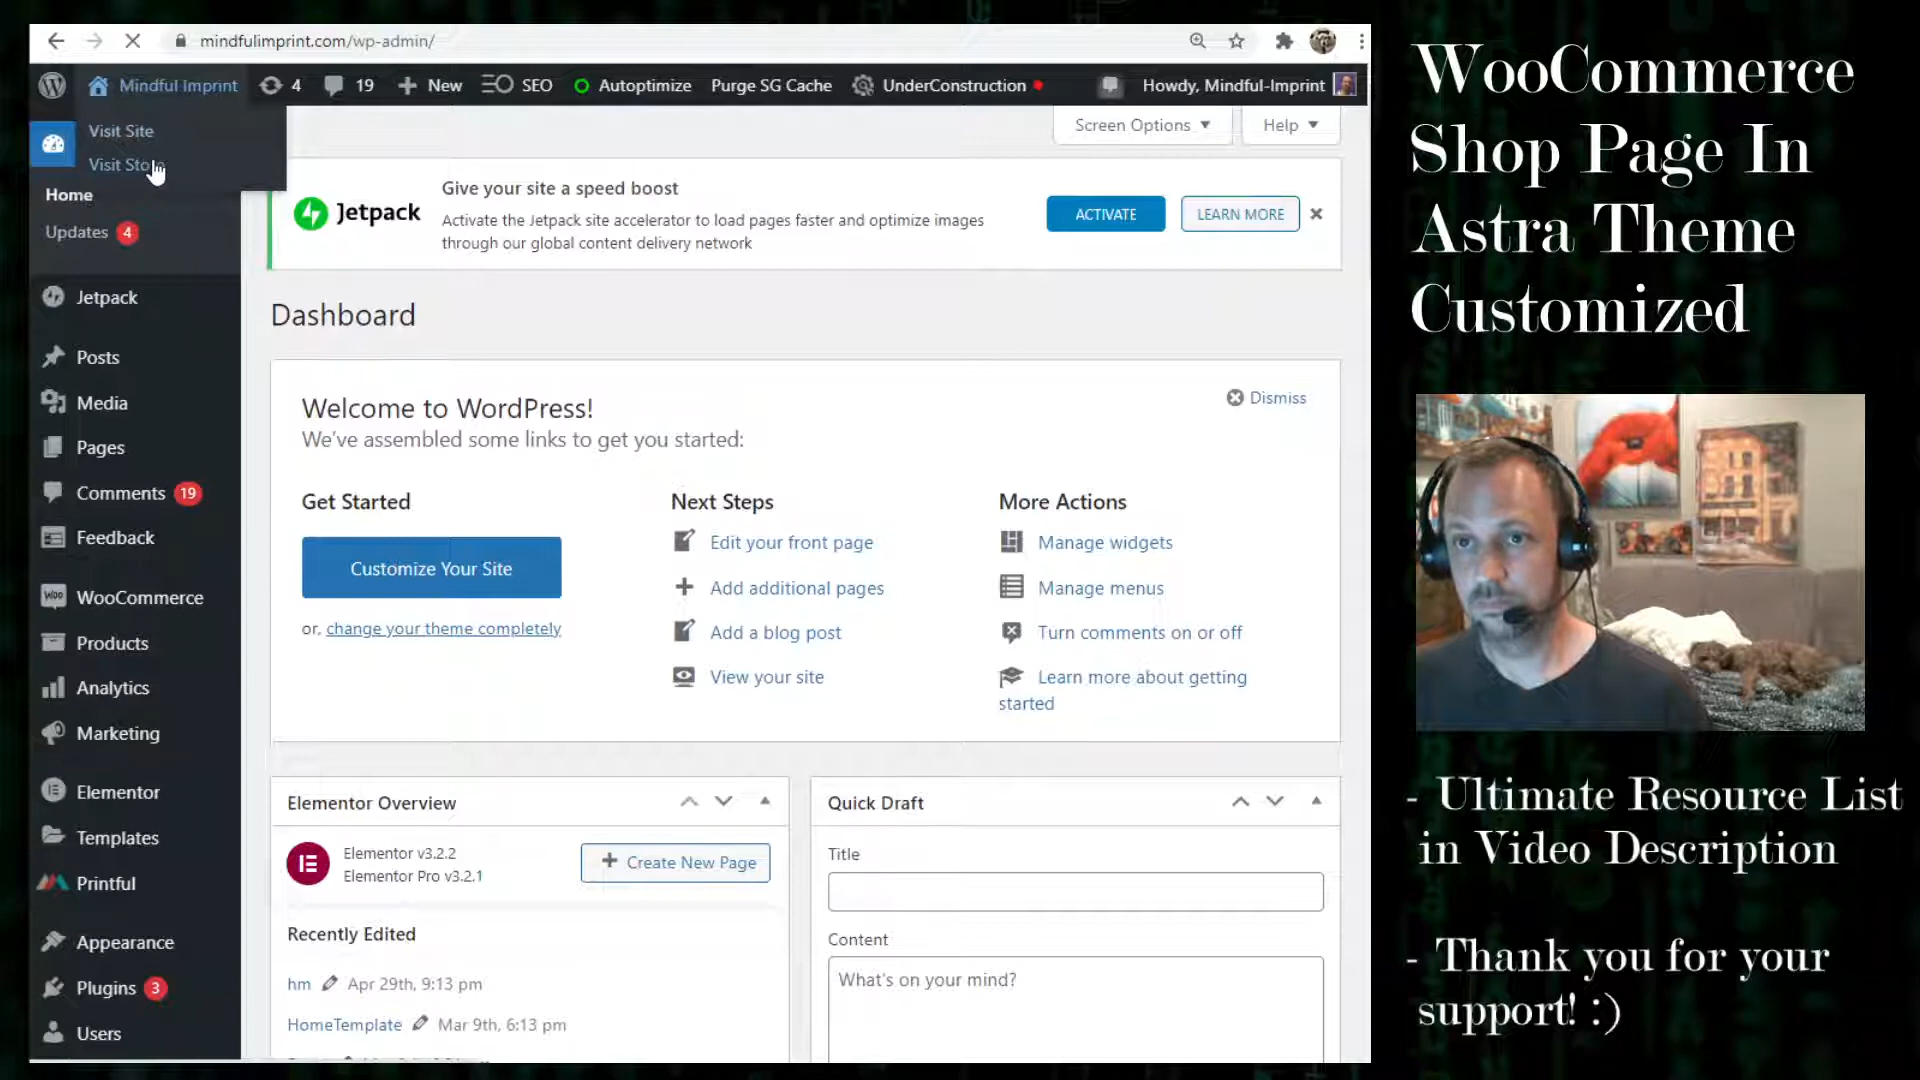 mindfulimprint.com/wp-admin/
Mindful Imprint 4 19 New SEO Autoptimize Purge SG Cache UnderConstruction Howdy, Mindful-Imprint
Visit Site
Visit Store
Home
Updates 4
Jetpack
Posts
Media
Pages
Comments 19
Feedback
WooCommerce
Products
Analytics
Marketing
Elementor
Templates
Printful
Appearance
Plugins 3
Users
Screen Options ▼
Help ▼
Jetpack
Give your site a speed boost
Activate the Jetpack site accelerator to load pages faster and optimize images
through our global content delivery network
ACTIVATE
LEARN MORE
Dashboard
Welcome to WordPress!
We've assembled some links to get you started:
Dismiss
Get Started
Customize Your Site
or, change your theme completely
Next Steps
Edit your front page
Add additional pages
Add a blog post
View your site
More Actions
Manage widgets
Manage menus
Turn comments on or off
Learn more about getting
started
Elementor Overview
Elementor v3.2.2
Elementor Pro v3.2.1
+ Create New Page
Recently Edited
hm Apr 29th, 9:13 pm
HomeTemplate Mar 9th, 6:13 pm
Quick Draft
Title
Content
What's on your mind?
WooCommerce
Shop Page In
Astra Theme
Customized
- Ultimate Resource List
in Video Description
- Thank you for your
support! :)